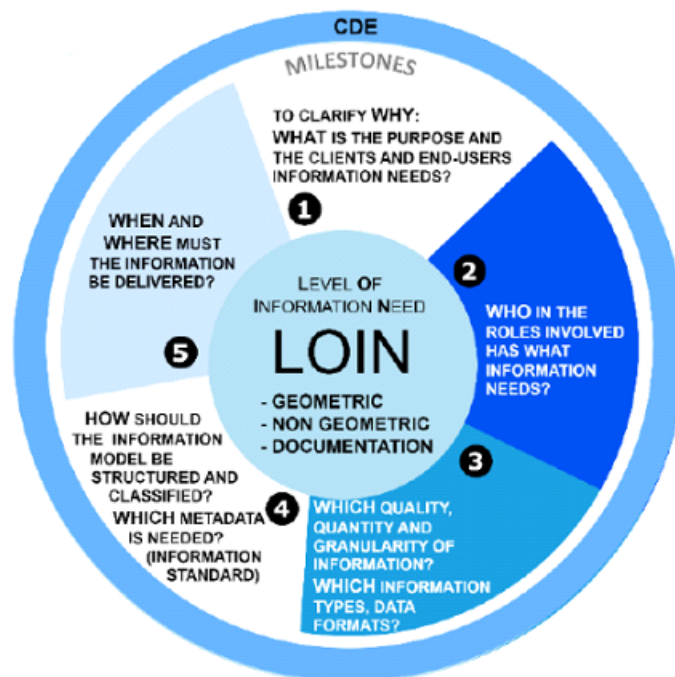 CDE
MILESTONES
TO CLARIFY WHY:
WHAT IS THE PURPOSE AND
THE CLIENTS AND END-USERS
INFORMATION NEEDS?
1
2
WHO IN THE
ROLES INVOLVED
HAS WHAT
INFORMATION
NEEDS?
3
WHICH QUALITY,
QUANTITY AND
GRANULARITY OF
INFORMATION?
WHICH INFORMATION
TYPES, DATA
FORMATS?
4
HOW SHOULD
THE INFORMATION
MODEL BE
STRUCTURED AND
CLASSIFIED?
WHICH METADATA
IS NEEDED?
(INFORMATION
STANDARD)
5
WHEN AND
WHERE MUST
THE INFORMATION
BE DELIVERED?
LEVEL OF
INFORMATION NEED
LOIN
- GEOMETRIC
- NON GEOMETRIC
- DOCUMENTATION